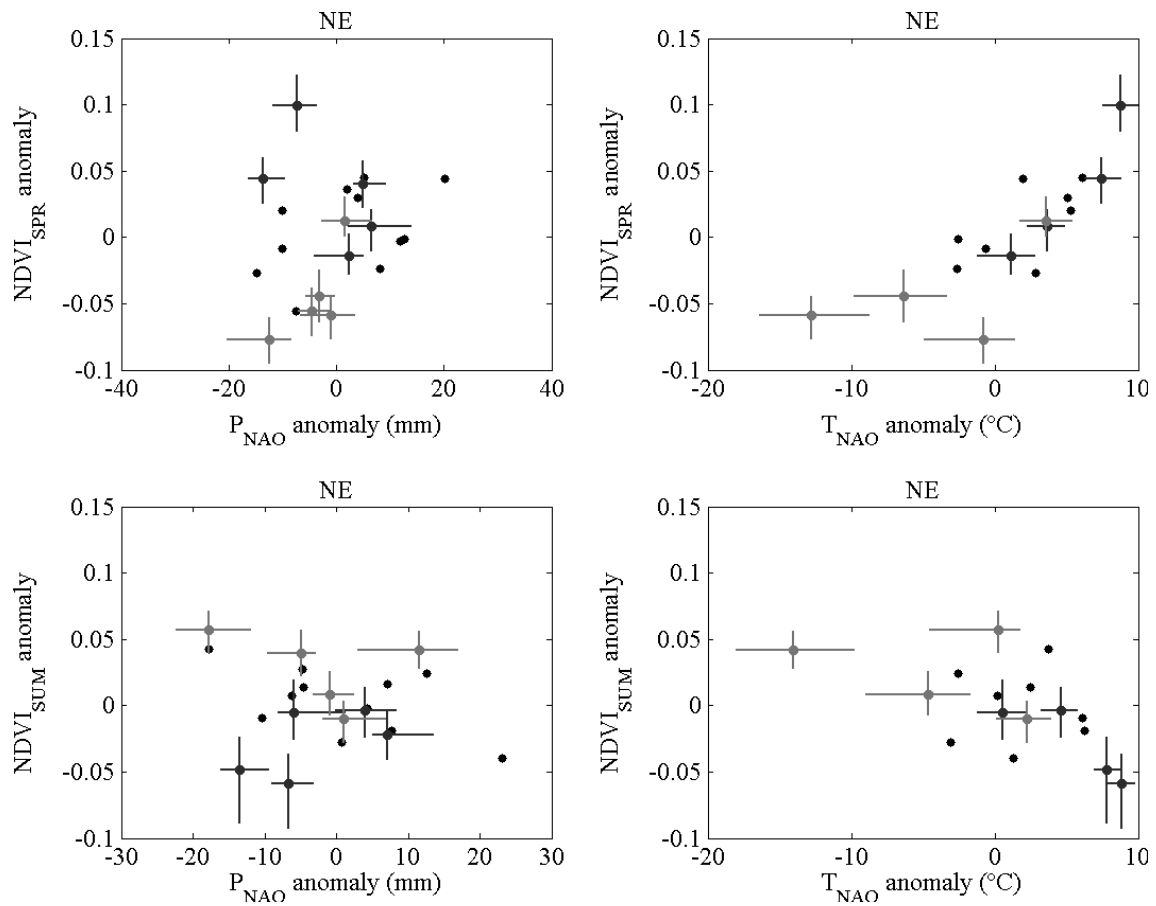 NE
0.15
0.1
0.05
0
-0.05
-0.1
NDVI_SPR anomaly
-40 -20 0 20 40
P_NAO anomaly (mm)
NE
0.15
0.1
0.05
0
-0.05
-0.1
NDVI_SPR anomaly
-20 -10 0 10
T_NAO anomaly (°C)
NE
0.15
0.1
0.05
0
-0.05
-0.1
NDVI_SUM anomaly
-30 -20 -10 0 10 20 30
P_NAO anomaly (mm)
NE
0.15
0.1
0.05
0
-0.05
-0.1
NDVI_SUM anomaly
-20 -10 0 10
T_NAO anomaly (°C)